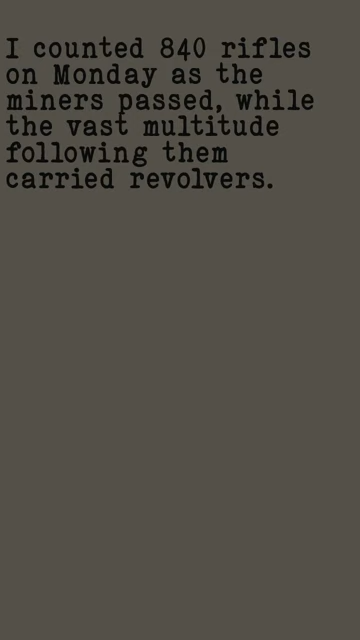 I counted 840 rifles
on Monday as the
miners passed, while
the vast multitude
following them
carried revolvers.